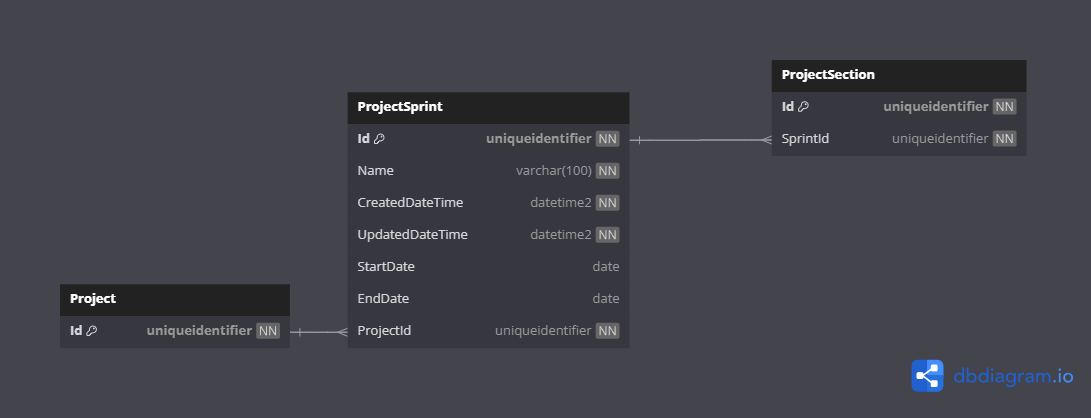 ProjectSection
Id uniqueidentifier NN
SprintId uniqueidentifier NN
ProjectSprint
Id uniqueidentifier NN
Name varchar(100) NN
CreatedDateTime datetime2 NN
UpdatedDateTime datetime2 NN
StartDate date
EndDate date
ProjectId uniqueidentifier NN
Project
Id uniqueidentifier NN
dbdiagram.io